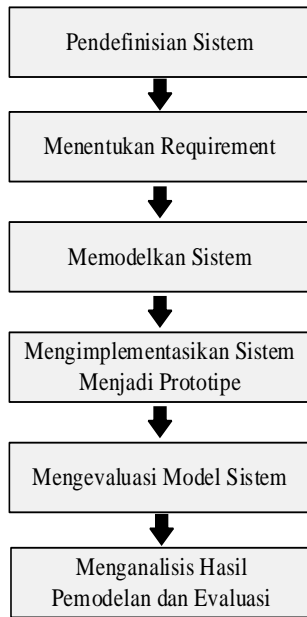 Pendefinisian Sistem
Menentukan Requirement
Memodelkan Sistem
Mengimplementasikan Sistem
Menjadi Prototipe
Mengevaluasi Model Sistem
Menganalisis Hasil
Pemodelan dan Evaluasi